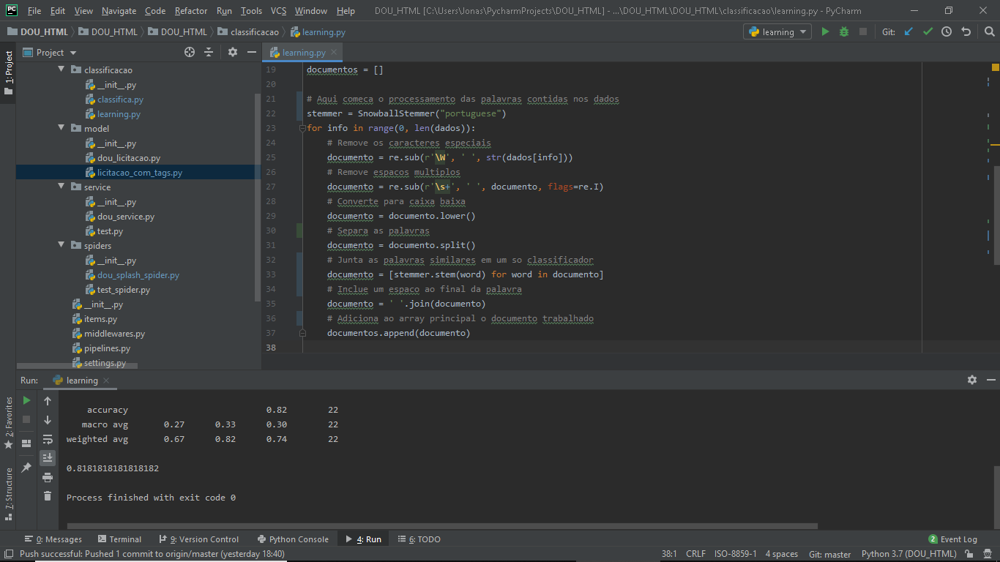 PC File Edit View Navigate Code Refactor Run Tools VCS Window Help DOU_HTML [C:\Users\Jonas\PycharmProjects\DOU_HTML] - ...\DOU_HTML\DOU_HTML\classificacao\learning.py - PyCharm
DOU_HTML DOU_HTML DOU_HTML classificacao learning.py learning Git:
1: Project
Project
classificacao
__init__.py
classifica.py
learning.py
model
__init__.py
dou_licitacao.py
licitacao_com_tags.py
service
__init__.py
dou_service.py
test.py
spiders
__init__.py
dou_splash_spider.py
test_spider.py
__init__.py
items.py
middlewares.py
pipelines.py
settings.py
learning.py
19 documentos = []
20
21 # Aqui comeca o processamento das palavras contidas nos dados
22 stemmer = SnowballStemmer("portuguese")
23 for info in range(0, len(dados)):
24 # Remove os caracteres especiais
25 documento = re.sub(r'\W', ' ', str(dados[info]))
26 # Remove espacos multiplos
27 documento = re.sub(r'\s+', ' ', documento, flags=re.I)
28 # Converte para caixa baixa
29 documento = documento.lower()
30 # Separa as palavras
31 documento = documento.split()
32 # Junta as palavras similares em um so classificador
33 documento = [stemmer.stem(word) for word in documento]
34 # Inclue um espaco ao final da palavra
35 documento = ' '.join(documento)
36 # Adiciona ao array principal o documento trabalhado
37 documentos.append(documento)
38
Run: learning
2: Favorites
7: Structure
accuracy 0.82 22
macro avg 0.27 0.33 0.30 22
weighted avg 0.67 0.82 0.74 22
0.8181818181818182
Process finished with exit code 0
0: Messages Terminal 9: Version Control Python Console 4: Run 6: TODO 2 Event Log
Push successful: Pushed 1 commit to origin/master (yesterday 18:40) 38:1 CRLF ISO-8859-1 4 spaces Git: master Python 3.7 (DOU_HTML)